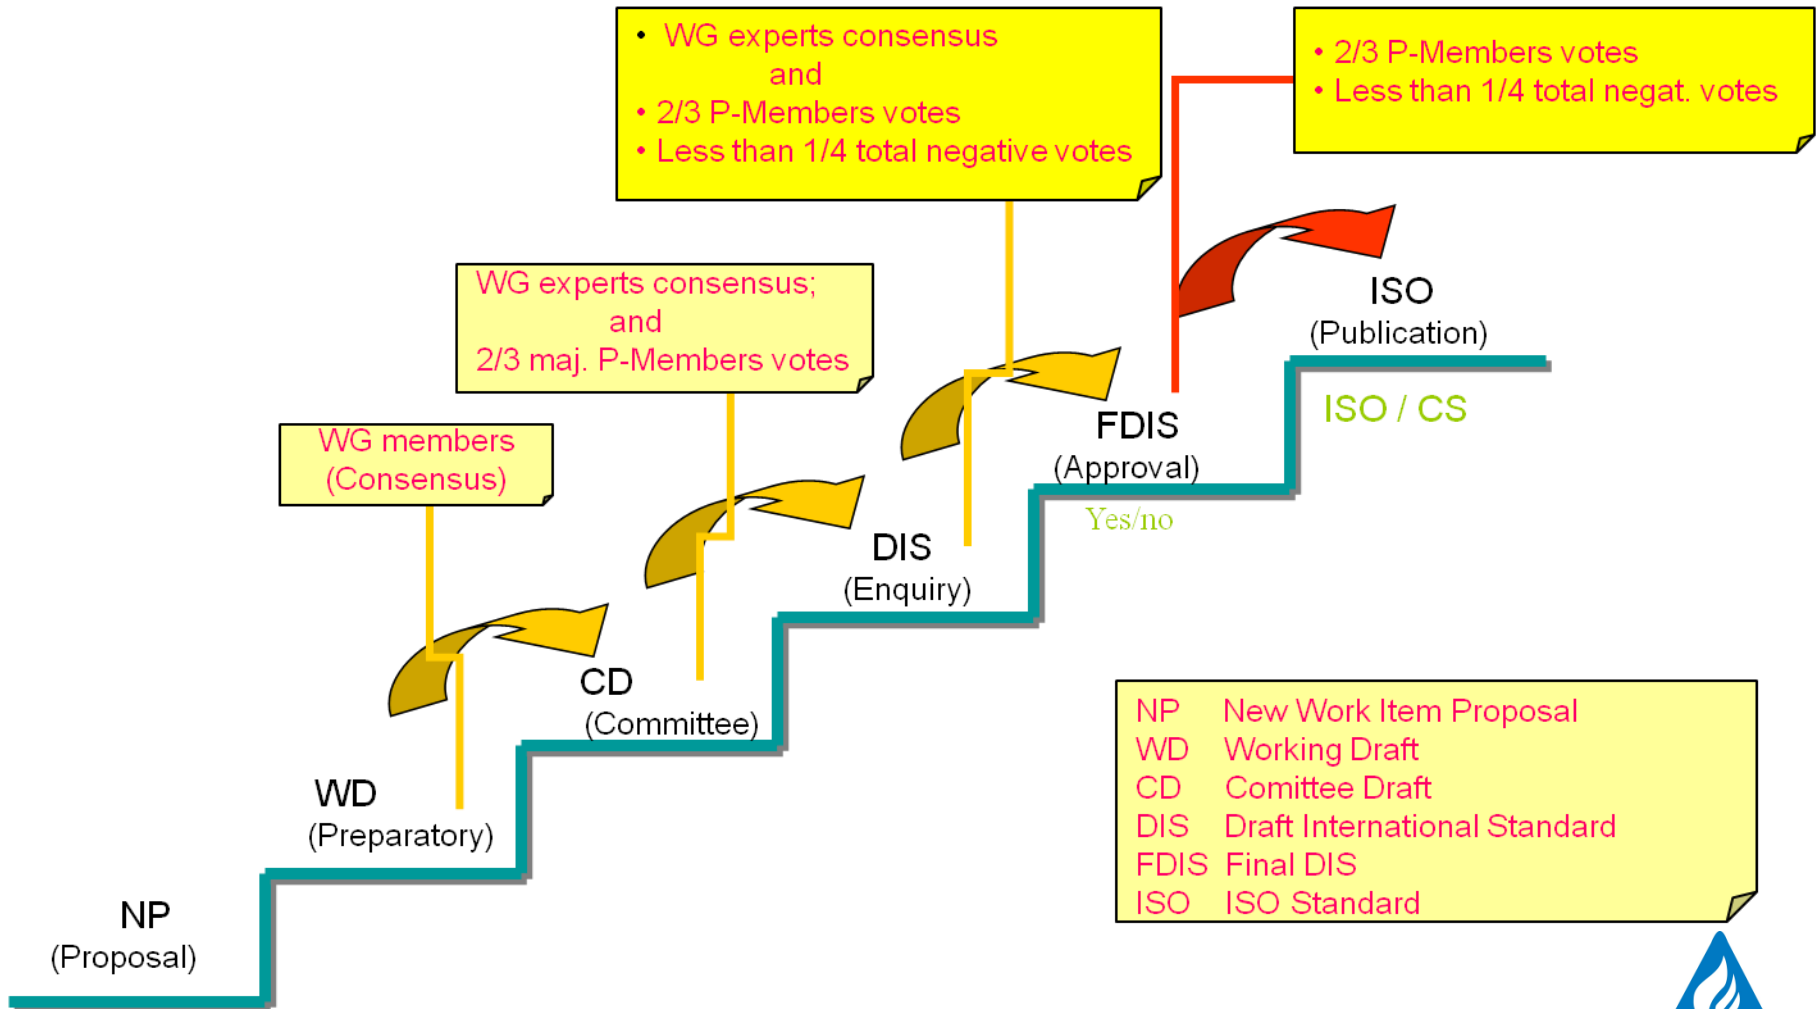 • WG experts consensus
and
• 2/3 P-Members votes
• Less than 1/4 total negative votes
• 2/3 P-Members votes
• Less than 1/4 total negat. votes
WG experts consensus;
and
2/3 maj. P-Members votes
WG members
(Consensus)
ISO
(Publication)
ISO / CS
FDIS
(Approval)
Yes/no
DIS
(Enquiry)
CD
(Committee)
WD
(Preparatory)
NP
(Proposal)
NP New Work Item Proposal
WD Working Draft
CD Comittee Draft
DIS Draft International Standard
FDIS Final DIS
ISO ISO Standard